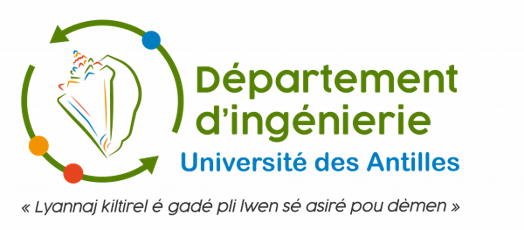 Département
d'ingénierie
Université des Antilles
« Lyannaj kiltirel é gadé pli lwen sé asiré pou dèmen »